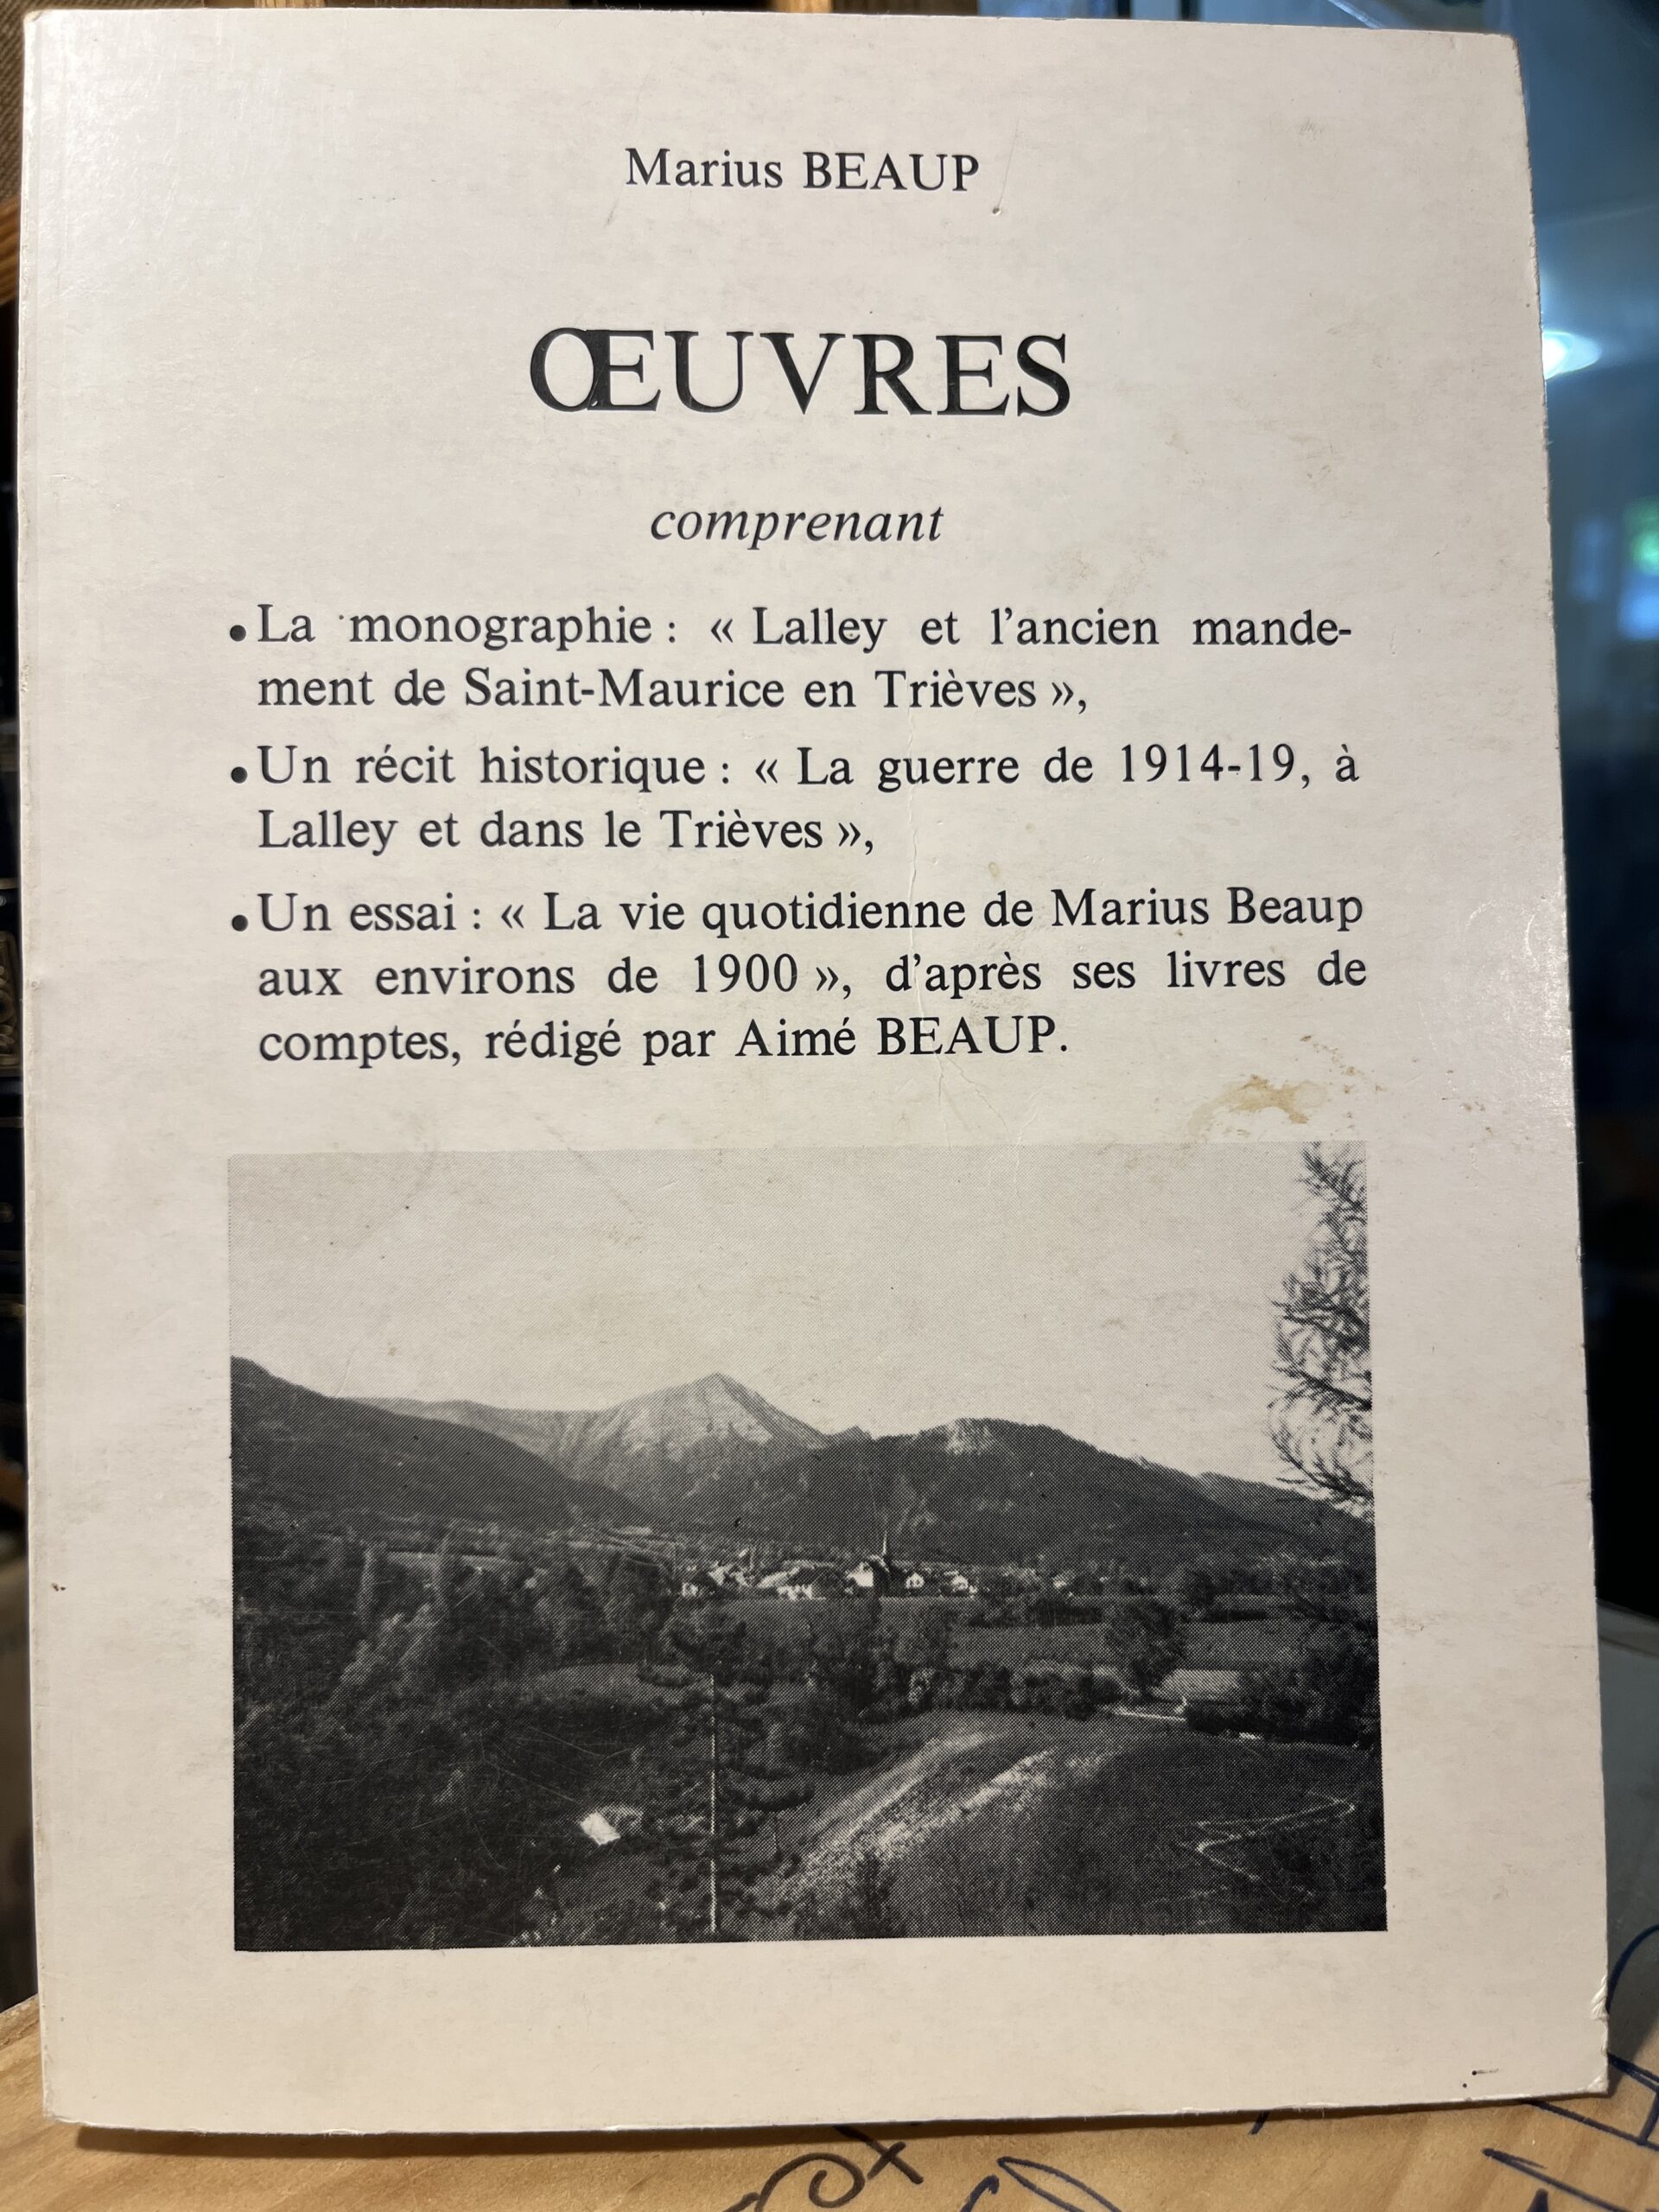 Marius BEAUP
ŒUVRES
comprenant
• La monographie : « Lalley et l'ancien mande-
ment de Saint-Maurice en Trièves »,
• Un récit historique : « La guerre de 1914-19, à
Lalley et dans le Trièves »,
• Un essai : « La vie quotidienne de Marius Beaup
aux environs de 1900 », d'après ses livres de
comptes, rédigé par Aimé BEAUP.